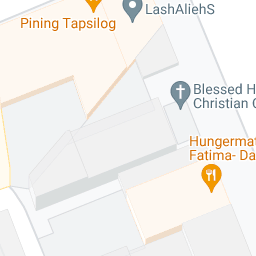 LashAliehS
Pining Tapsilog
Blessed H
Christian C
Hungermat
Fatima- Da